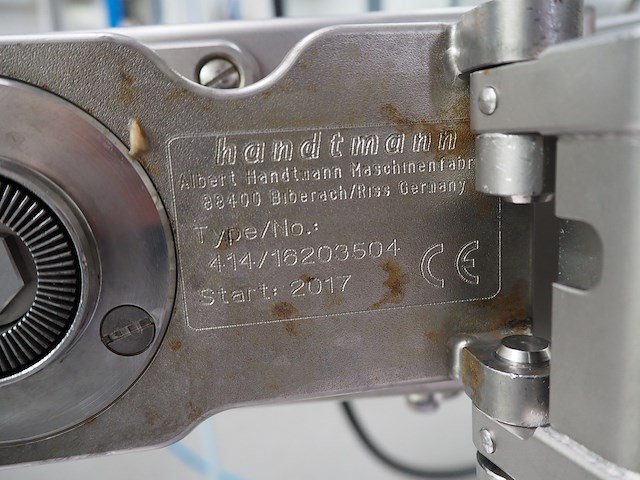 handtmann
Albert Handtmann Maschinenfabr
88400 Biberach/Riss Germany
Type/No.:
414/16203504
Start: 2017
CE